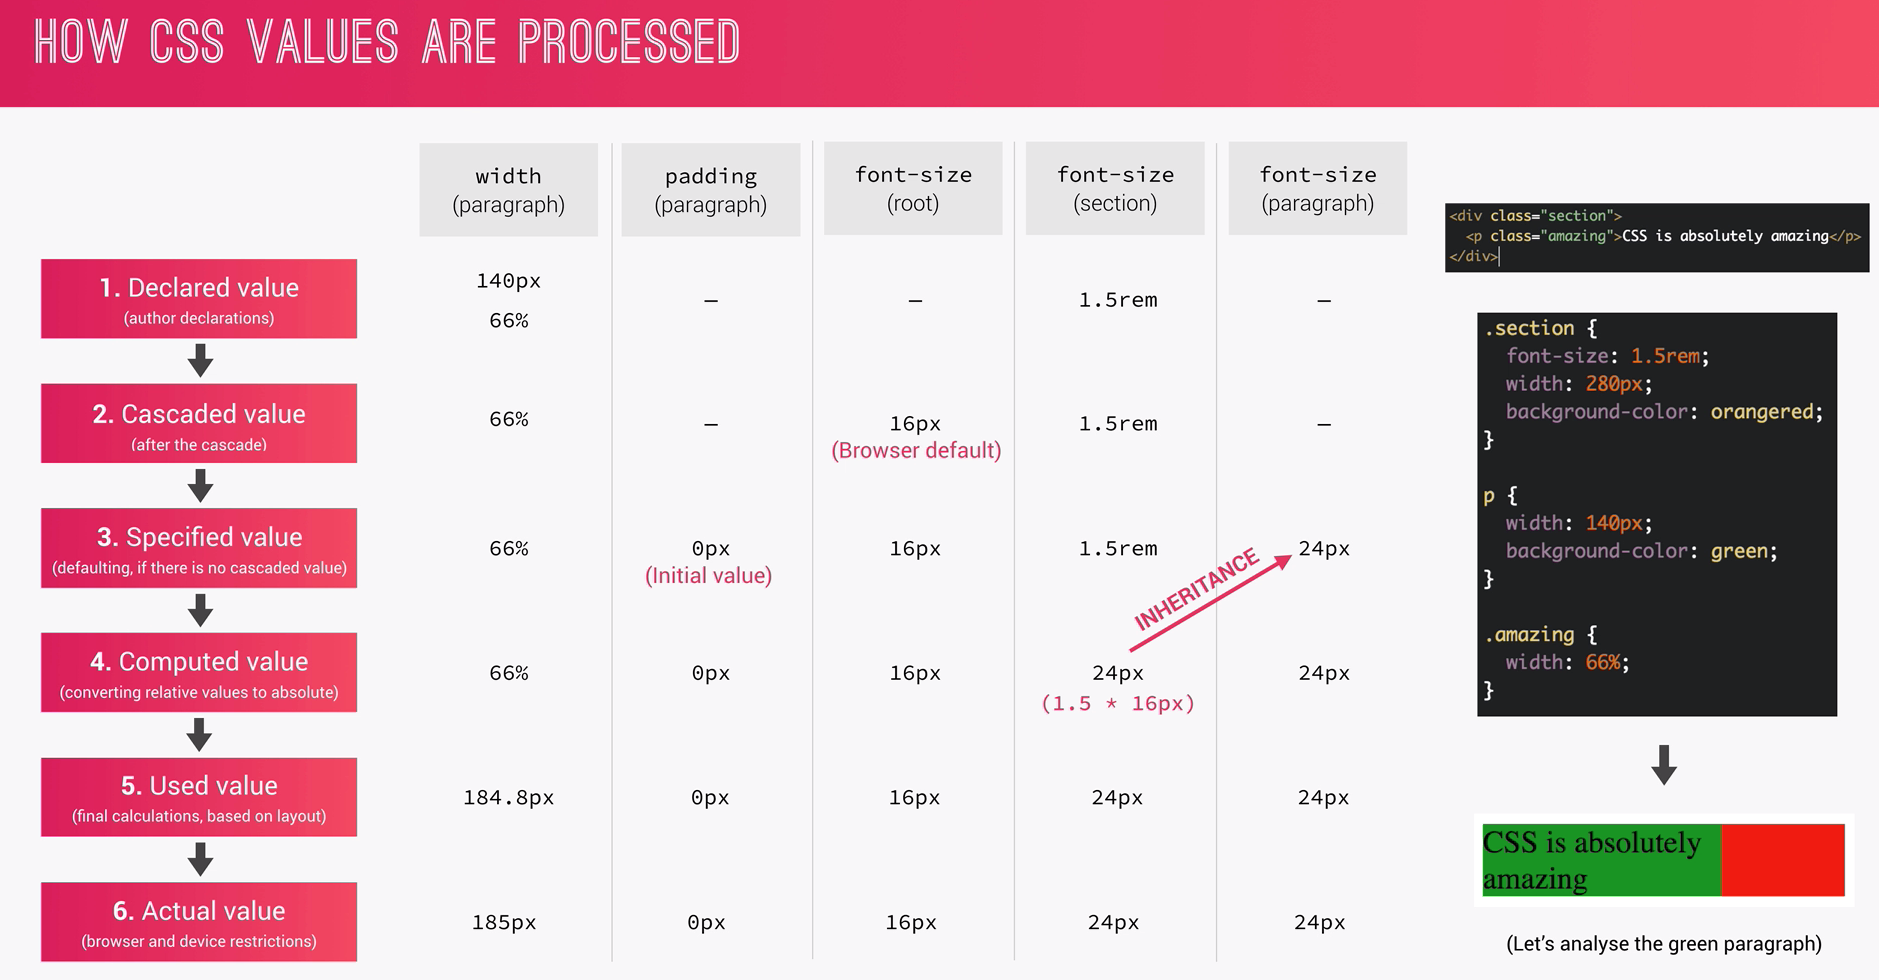 HOW CSS VALUES ARE PROCESSED
width
(paragraph)
padding
(paragraph)
font-size
(root)
font-size
(section)
font-size
(paragraph)
1. Declared value
(author declarations)
140px
66%
–
–
1.5rem
–
2. Cascaded value
(after the cascade)
66%
–
16px
(Browser default)
1.5rem
–
3. Specified value
(defaulting, if there is no cascaded value)
66%
0px
(Initial value)
16px
1.5rem
24px
INHERITANCE
4. Computed value
(converting relative values to absolute)
66%
0px
16px
24px
(1.5 * 16px)
24px
5. Used value
(final calculations, based on layout)
184.8px
0px
16px
24px
24px
6. Actual value
(browser and device restrictions)
185px
0px
16px
24px
24px
<div class="section">
<p class="amazing">CSS is absolutely amazing</p>
</div>
.section {
font-size: 1.5rem;
width: 280px;
background-color: orangered;
}
p {
width: 140px;
background-color: green;
}
.amazing {
width: 66%;
}
CSS is absolutely
amazing
(Let's analyse the green paragraph)